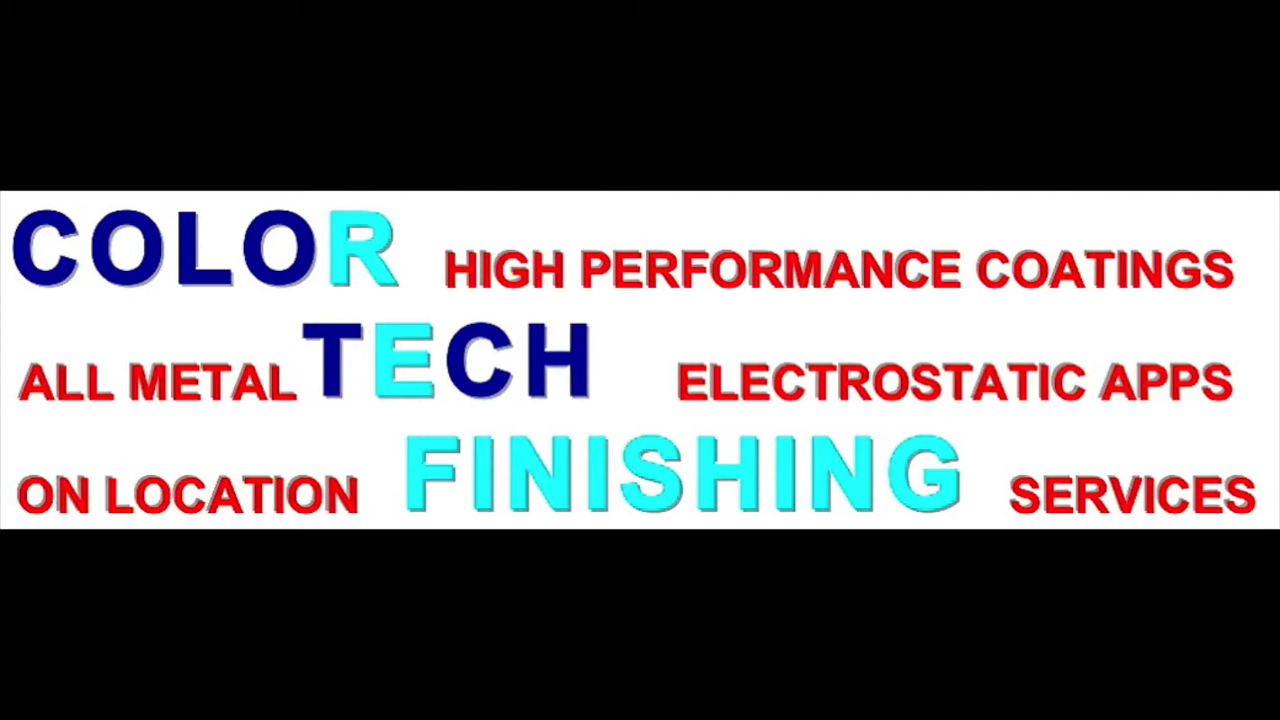 COLOR HIGH PERFORMANCE COATINGS
ALL METAL TECH ELECTROSTATIC APPS
ON LOCATION FINISHING SERVICES